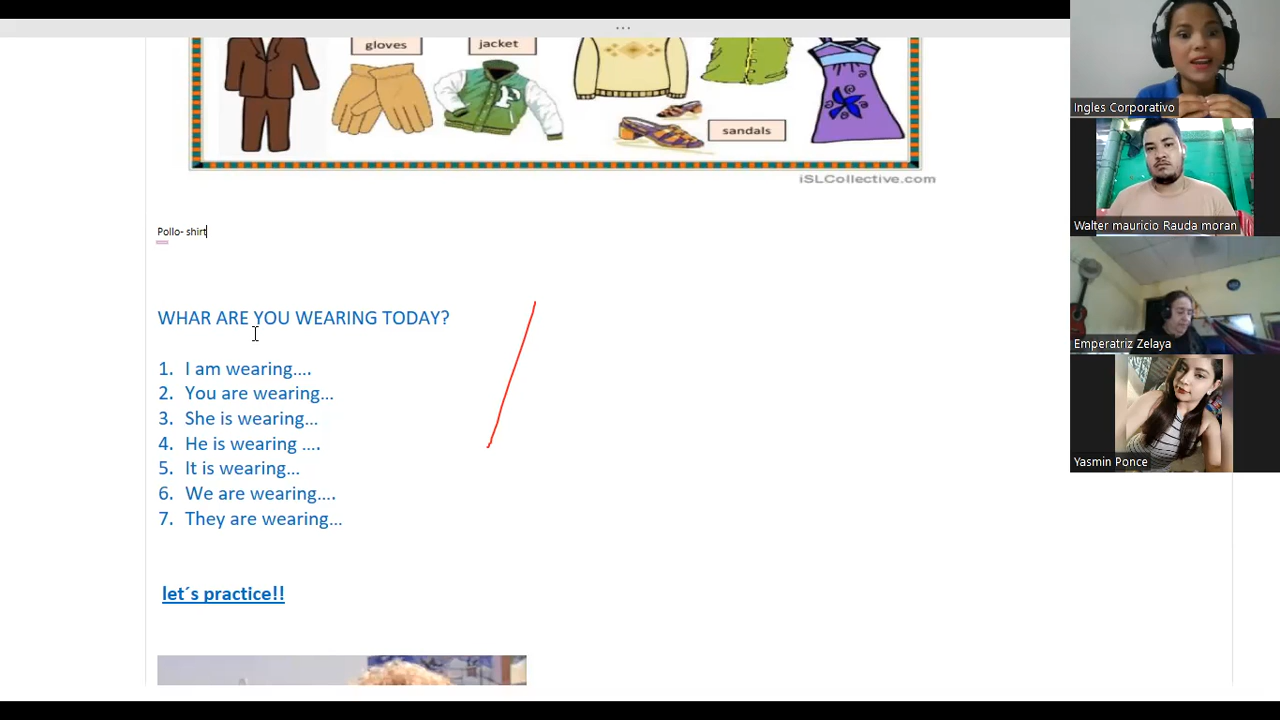 ...
gloves
jacket
sandals
iSLCollective.com
Pollo- shirt
WHAR ARE YOU WEARING TODAY?
1. I am wearing....
2. You are wearing...
3. She is wearing...
4. He is wearing ....
5. It is wearing...
6. We are wearing....
7. They are wearing...
let´s practice!!
Ingles Corporativo
Walter mauricio Rauda moran
Emperatriz Zelaya
Yasmin Ponce